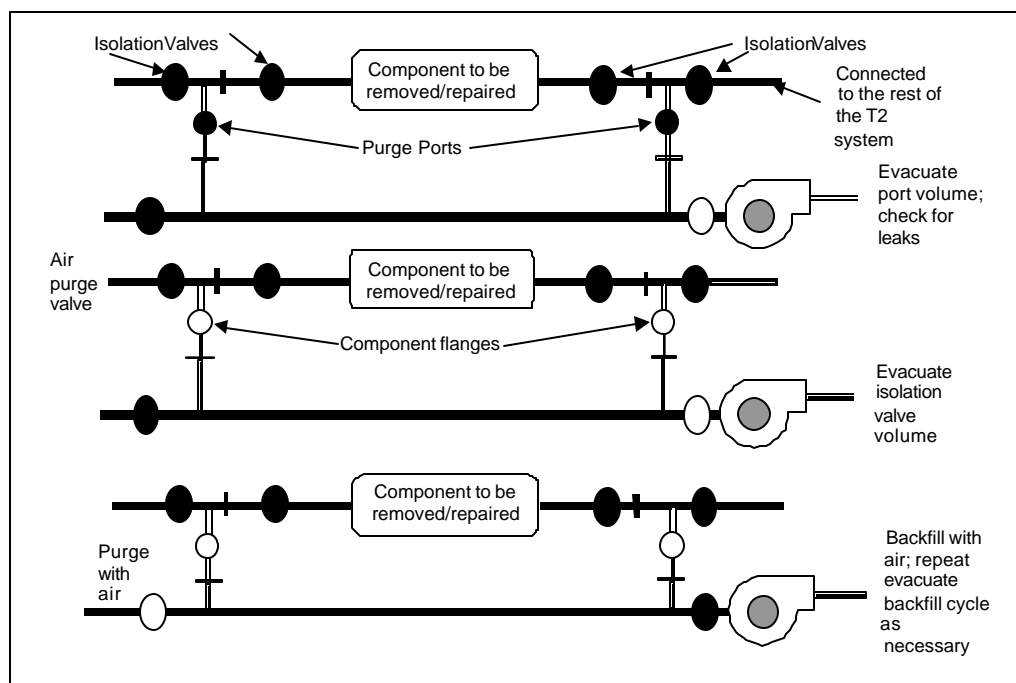 IsolationValves
IsolationValves
Component to be
removed/repaired
Connected
to the rest of
the T2
system
Purge Ports
Evacuate
port volume;
check for
leaks
Air
purge
valve
Component to be
removed/repaired
Component flanges
Evacuate
isolation
valve
volume
Component to be
removed/repaired
Purge
with
air
Backfill with
air; repeat
evacuate
backfill cycle
as
necessary